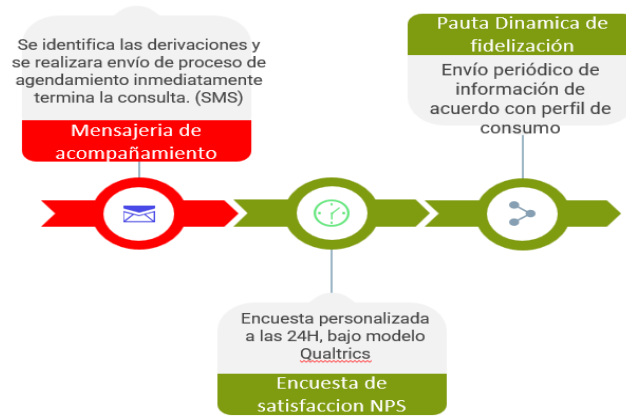 Se identifica las derivaciones y
se realizara envío de proceso de
agendamiento inmediatamente
termina la consulta. (SMS)
Mensajeria de
acompañamiento
Encuesta personalizada
a las 24H, bajo modelo
Qualtrics
Encuesta de
satisfaccion NPS
Pauta Dinamica de
fidelización
Envío periódico de
información de
acuerdo con perfil de
consumo